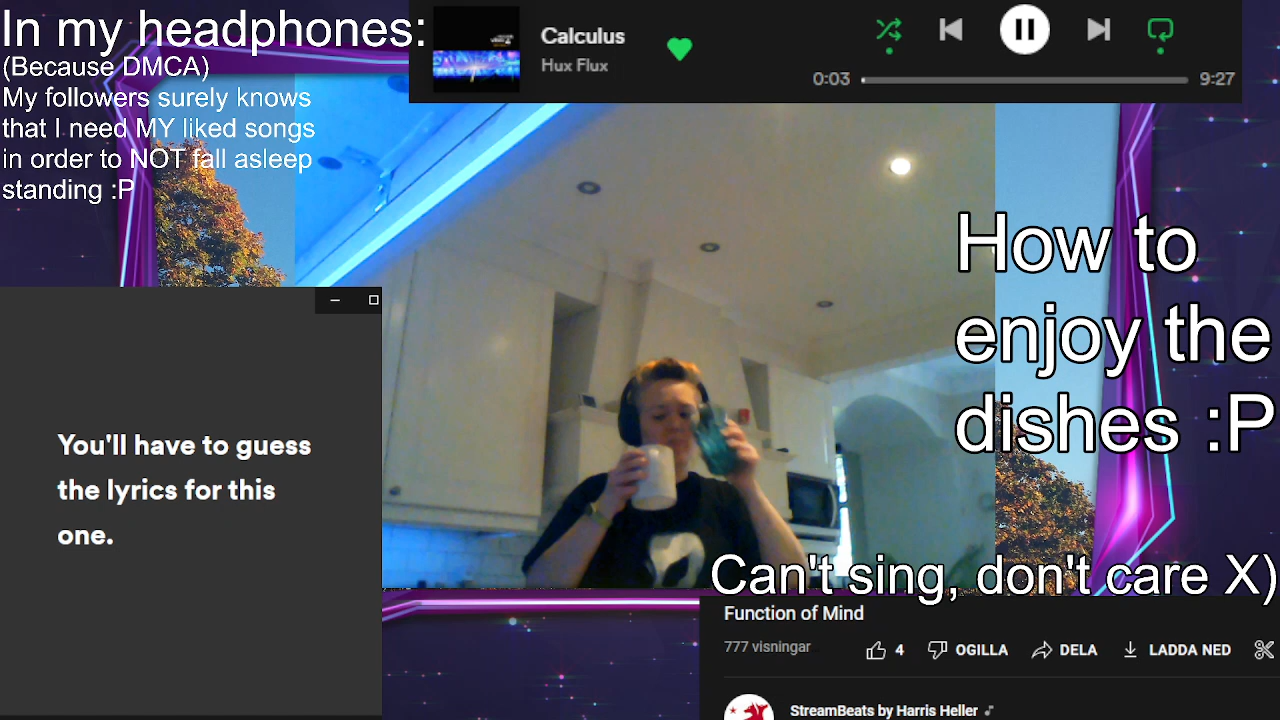 In my headphones:
(Because DMCA)
My followers surely knows
that I need MY liked songs
in order to NOT fall asleep
standing :P
Calculus
Hux Flux
0:03
9:27
How to
enjoy the
dishes :P
You'll have to guess
the lyrics for this
one.
Can't sing, don't care X)
Function of Mind
777 visningar
4 OGILLA DELA LADDA NED
StreamBeats by Harris Heller